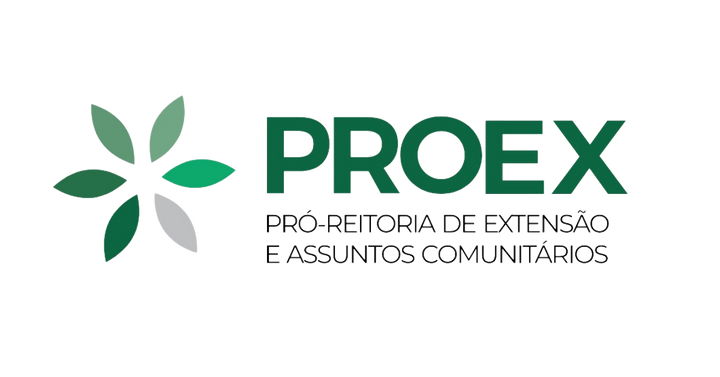 PROEX
PRÓ-REITORIA DE EXTENSÃO
E ASSUNTOS COMUNITÁRIOS